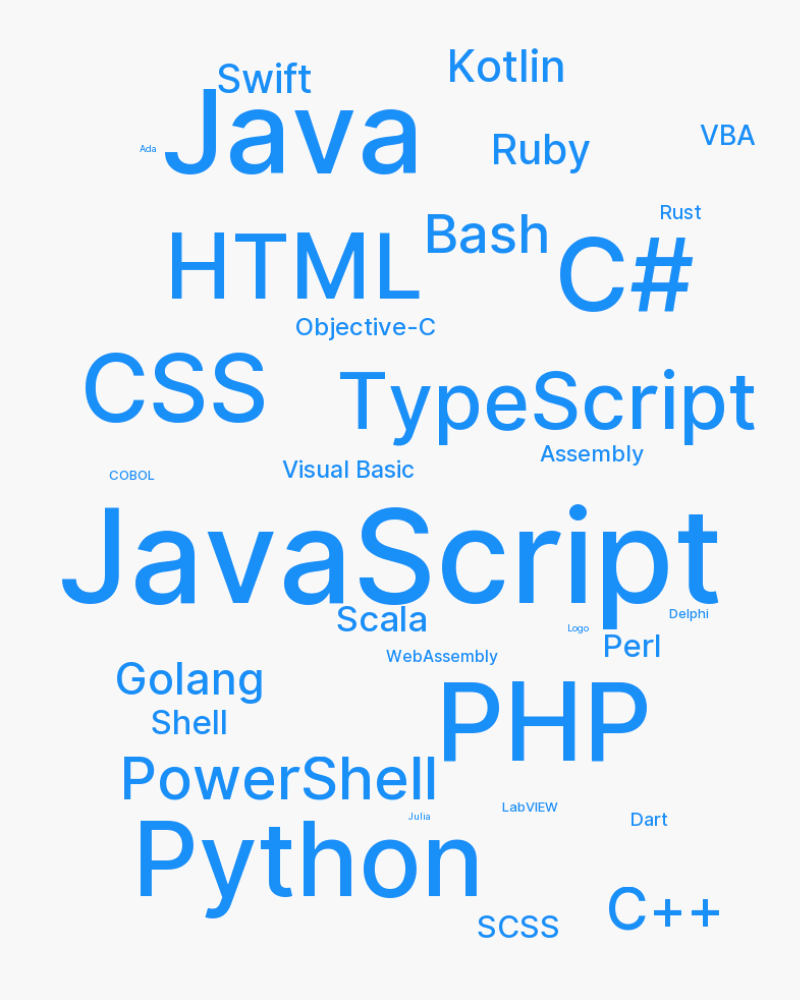 Swift
Kotlin
Java
Ruby
VBA
Ada
Rust
Bash
HTML
C#
Objective-C
CSS
TypeScript
Assembly
Visual Basic
COBOL
JavaScript
Delphi
Scala
Logo
Perl
WebAssembly
Golang
Shell
PHP
PowerShell
LabVIEW
Julia
Dart
Python
C++
SCSS